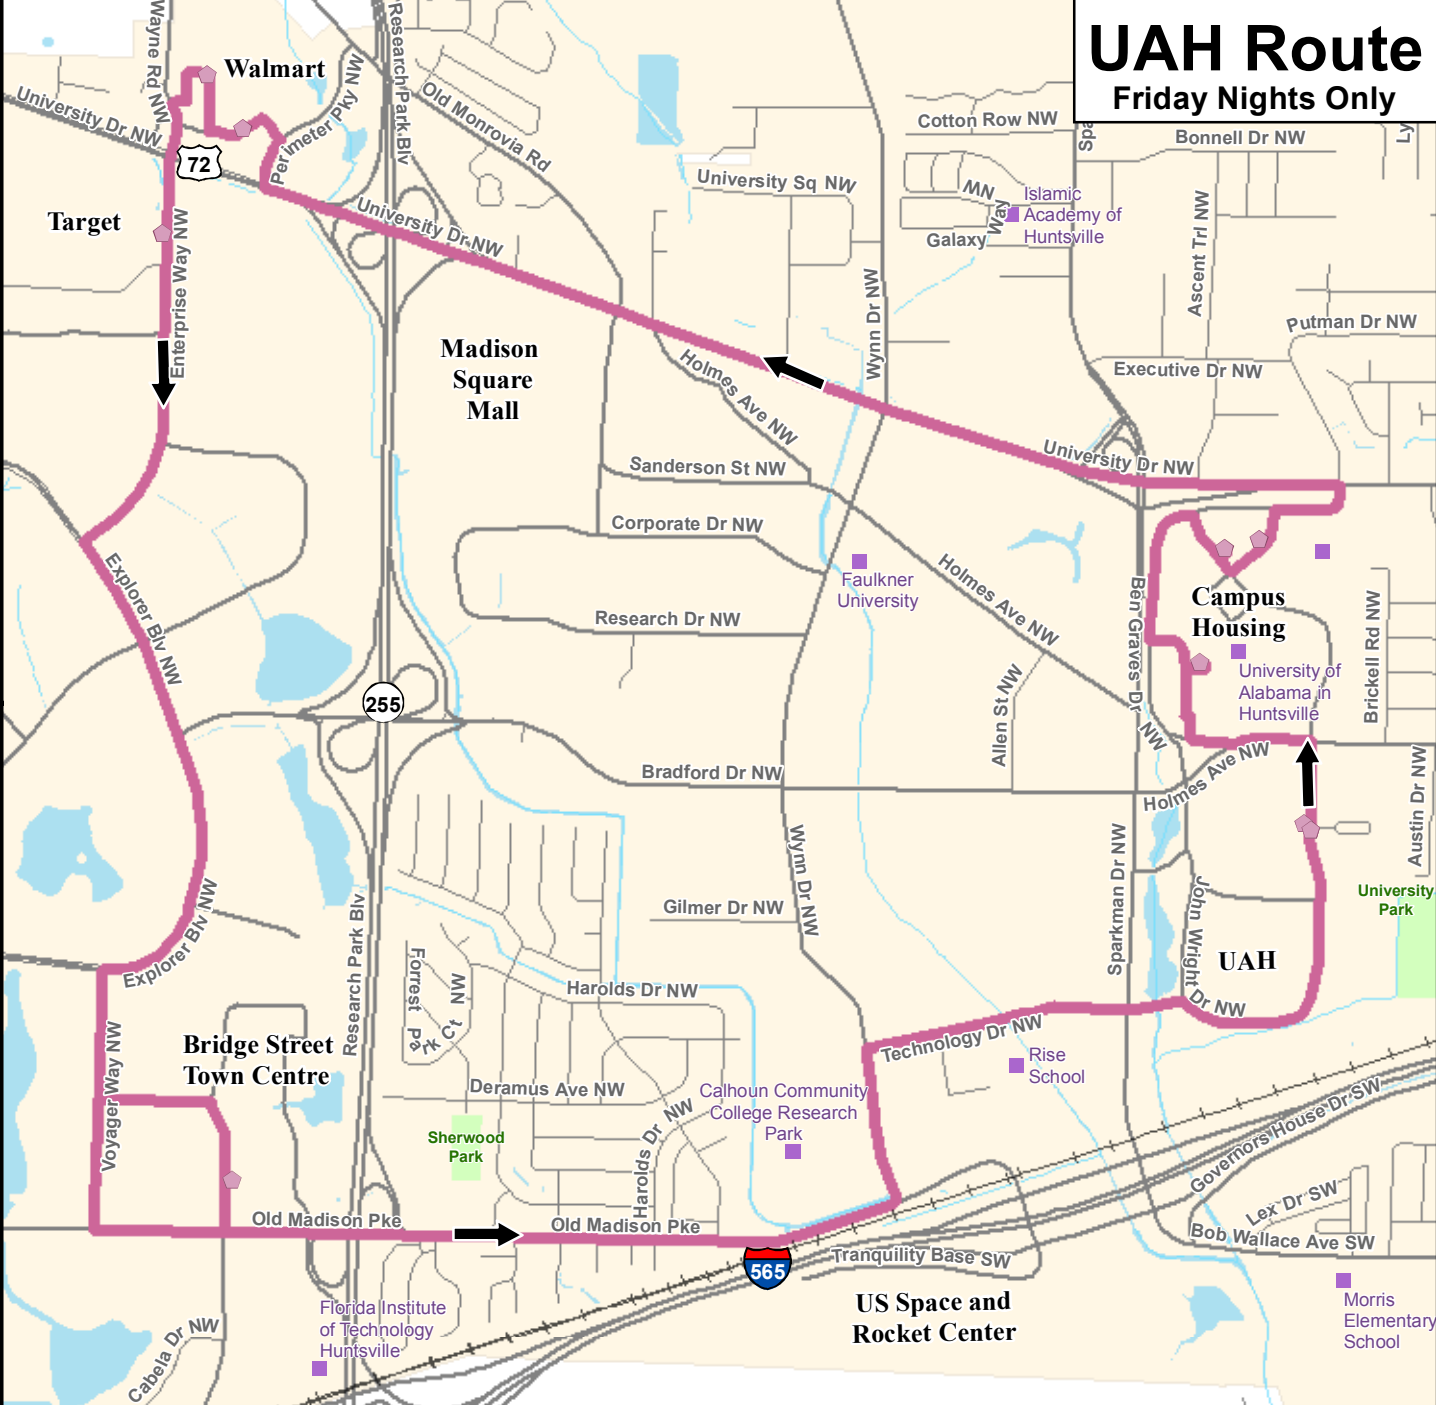 UAH Route
Friday Nights Only
Wayne Rd NW
Walmart
Perimeter Pky NW
Research Park Blv
Old Monrovia Rd
University Dr NW
72
Target
Enterprise Way NW
University Dr NW
University Sq NW
Cotton Row NW
Spa
Bonnell Dr NW
Ly
NW
Galaxy Way
Islamic
Academy of
Huntsville
Ascent Trl NW
Putman Dr NW
Executive Dr NW
Wynn Dr NW
Madison
Square
Mall
Holmes Ave NW
Sanderson St NW
University Dr NW
Corporate Dr NW
Faulkner
University
Holmes Ave NW
Ben Graves Dr NW
Campus
Housing
University of
Alabama in
Huntsville
Brickell Rd NW
Explorer Blv NW
Research Dr NW
255
Allen St NW
Bradford Dr NW
Holmes Ave NW
Austin Dr NW
Wynn Dr NW
Sparkman Dr NW
John Wright
Dr NW
University
Park
UAH
Explorer Blv NW
Research Park Blv
Gilmer Dr NW
Forrest Park Ct NW
Harolds Dr NW
Voyager Way NW
Bridge Street
Town Centre
Technology Dr NW
Rise
School
Deramus Ave NW
Calhoun Community
College Research
Park
Sherwood
Park
Harolds Dr NW
Governors House Dr SW
Old Madison Pke
Old Madison Pke
565
Tranquility Base SW
Lex Dr SW
Bob Wallace Ave SW
US Space and
Rocket Center
Florida Institute
of Technology
Huntsville
Cabela Dr NW
Morris
Elementary
School